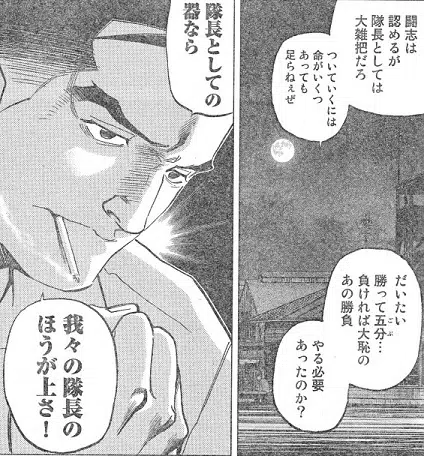 闘志は
認めるが
隊長としては
大雑把だろ
ついていくには
命がいくつ
あっても
足らねぇぜ
だいたい
勝って五分…
ごぶ
負ければ大恥の
あの勝負
やる必要
あったのか？
隊長としての
器なら
我々の隊長の
ほうが上さ！